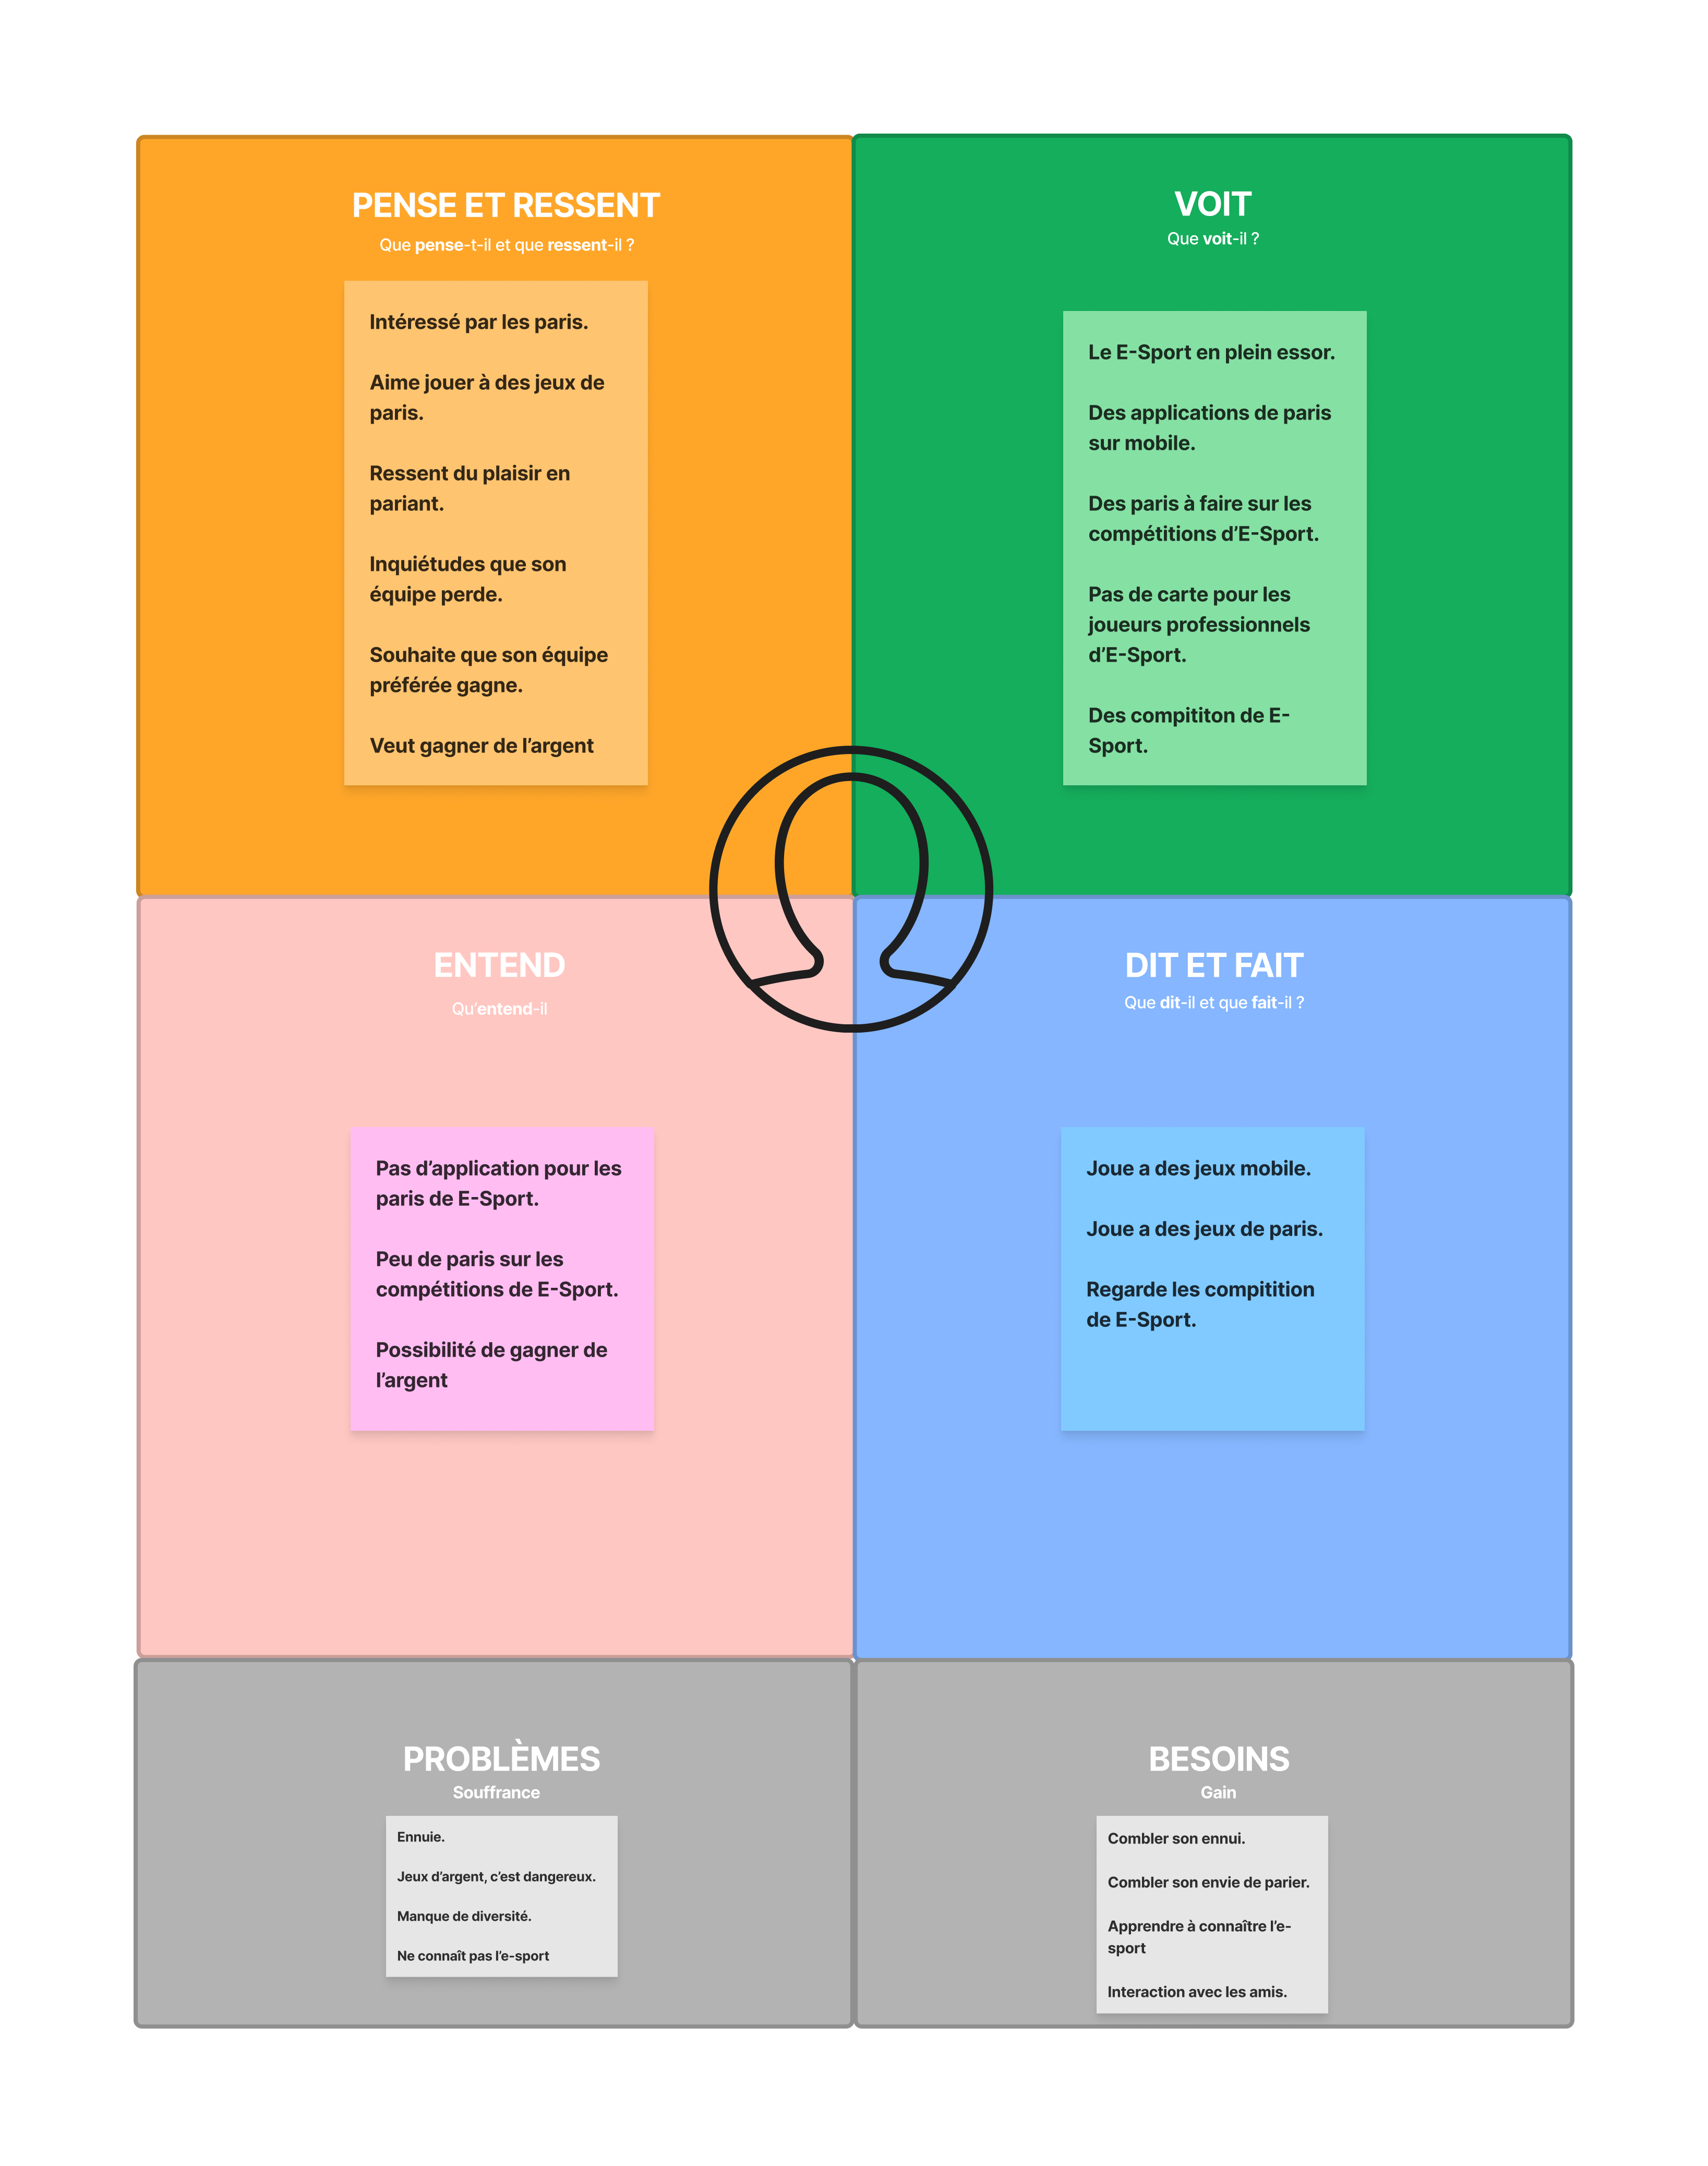 PENSE ET RESSENT
Que pense-t-il et que ressent-il ?
Intéressé par les paris.
Aime jouer à des jeux de
paris.
Ressent du plaisir en
pariant.
Inquiétudes que son
équipe perde.
Souhaite que son équipe
préférée gagne.
Veut gagner de l’argent
VOIT
Que voit-il ?
Le E-Sport en plein essor.
Des applications de paris
sur mobile.
Des paris à faire sur les
compétitions d’E-Sport.
Pas de carte pour les
joueurs professionnels
d’E-Sport.
Des compititon de E-
Sport.
ENTEND
Qu’entend-il
Pas d’application pour les
paris de E-Sport.
Peu de paris sur les
compétitions de E-Sport.
Possibilité de gagner de
l’argent
DIT ET FAIT
Que dit-il et que fait-il ?
Joue a des jeux mobile.
Joue a des jeux de paris.
Regarde les compitition
de E-Sport.
PROBLÈMES
Souffrance
Ennuie.
Jeux d’argent, c’est dangereux.
Manque de diversité.
Ne connaît pas l’e-sport
BESOINS
Gain
Combler son ennui.
Combler son envie de parier.
Apprendre à connaître l’e-
sport
Interaction avec les amis.